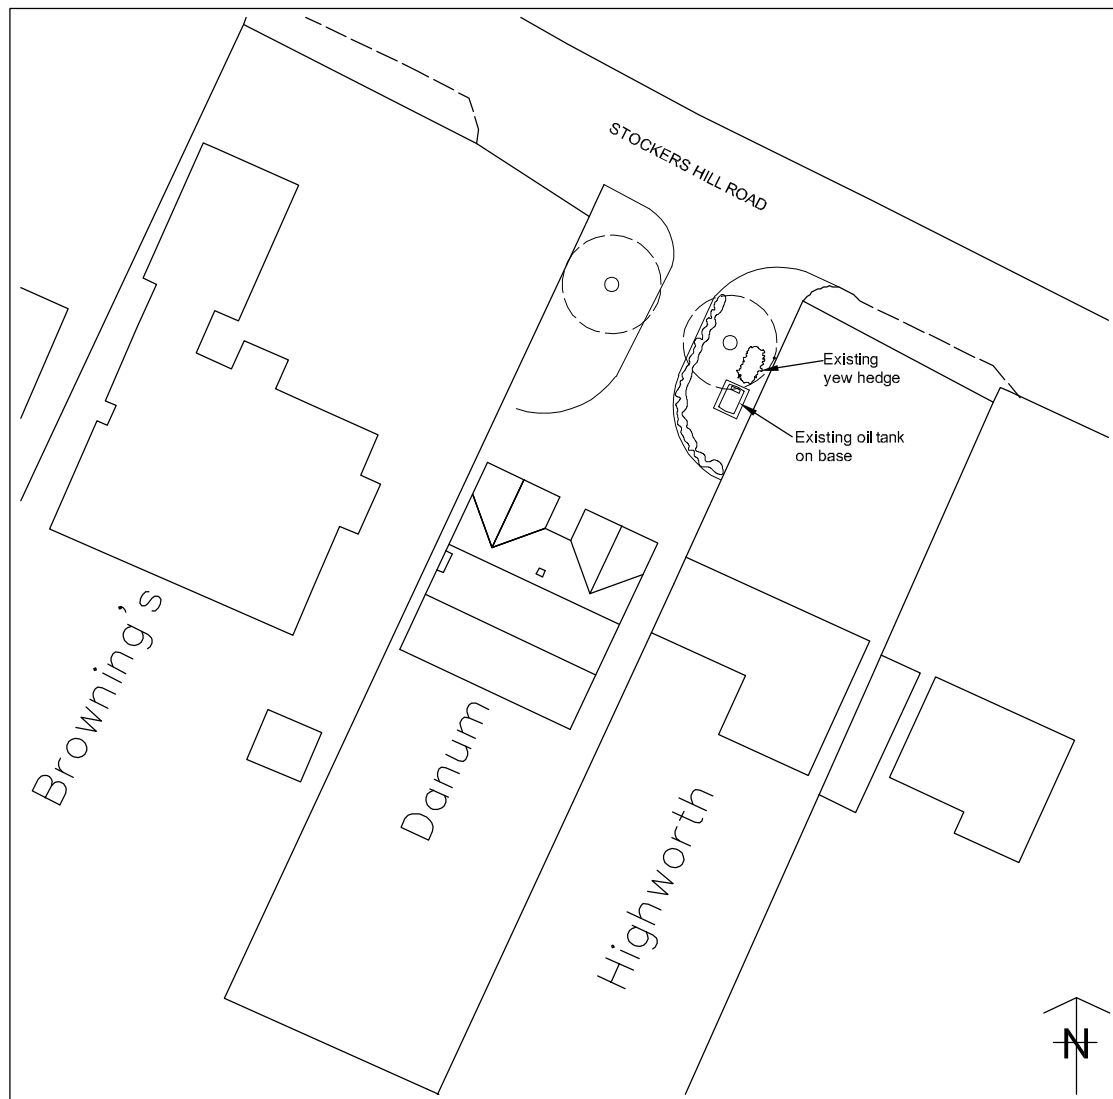 STOCKERS HILL ROAD
Existing
yew hedge
Existing oil tank
on base
Browning's
Danum
Highworth
N